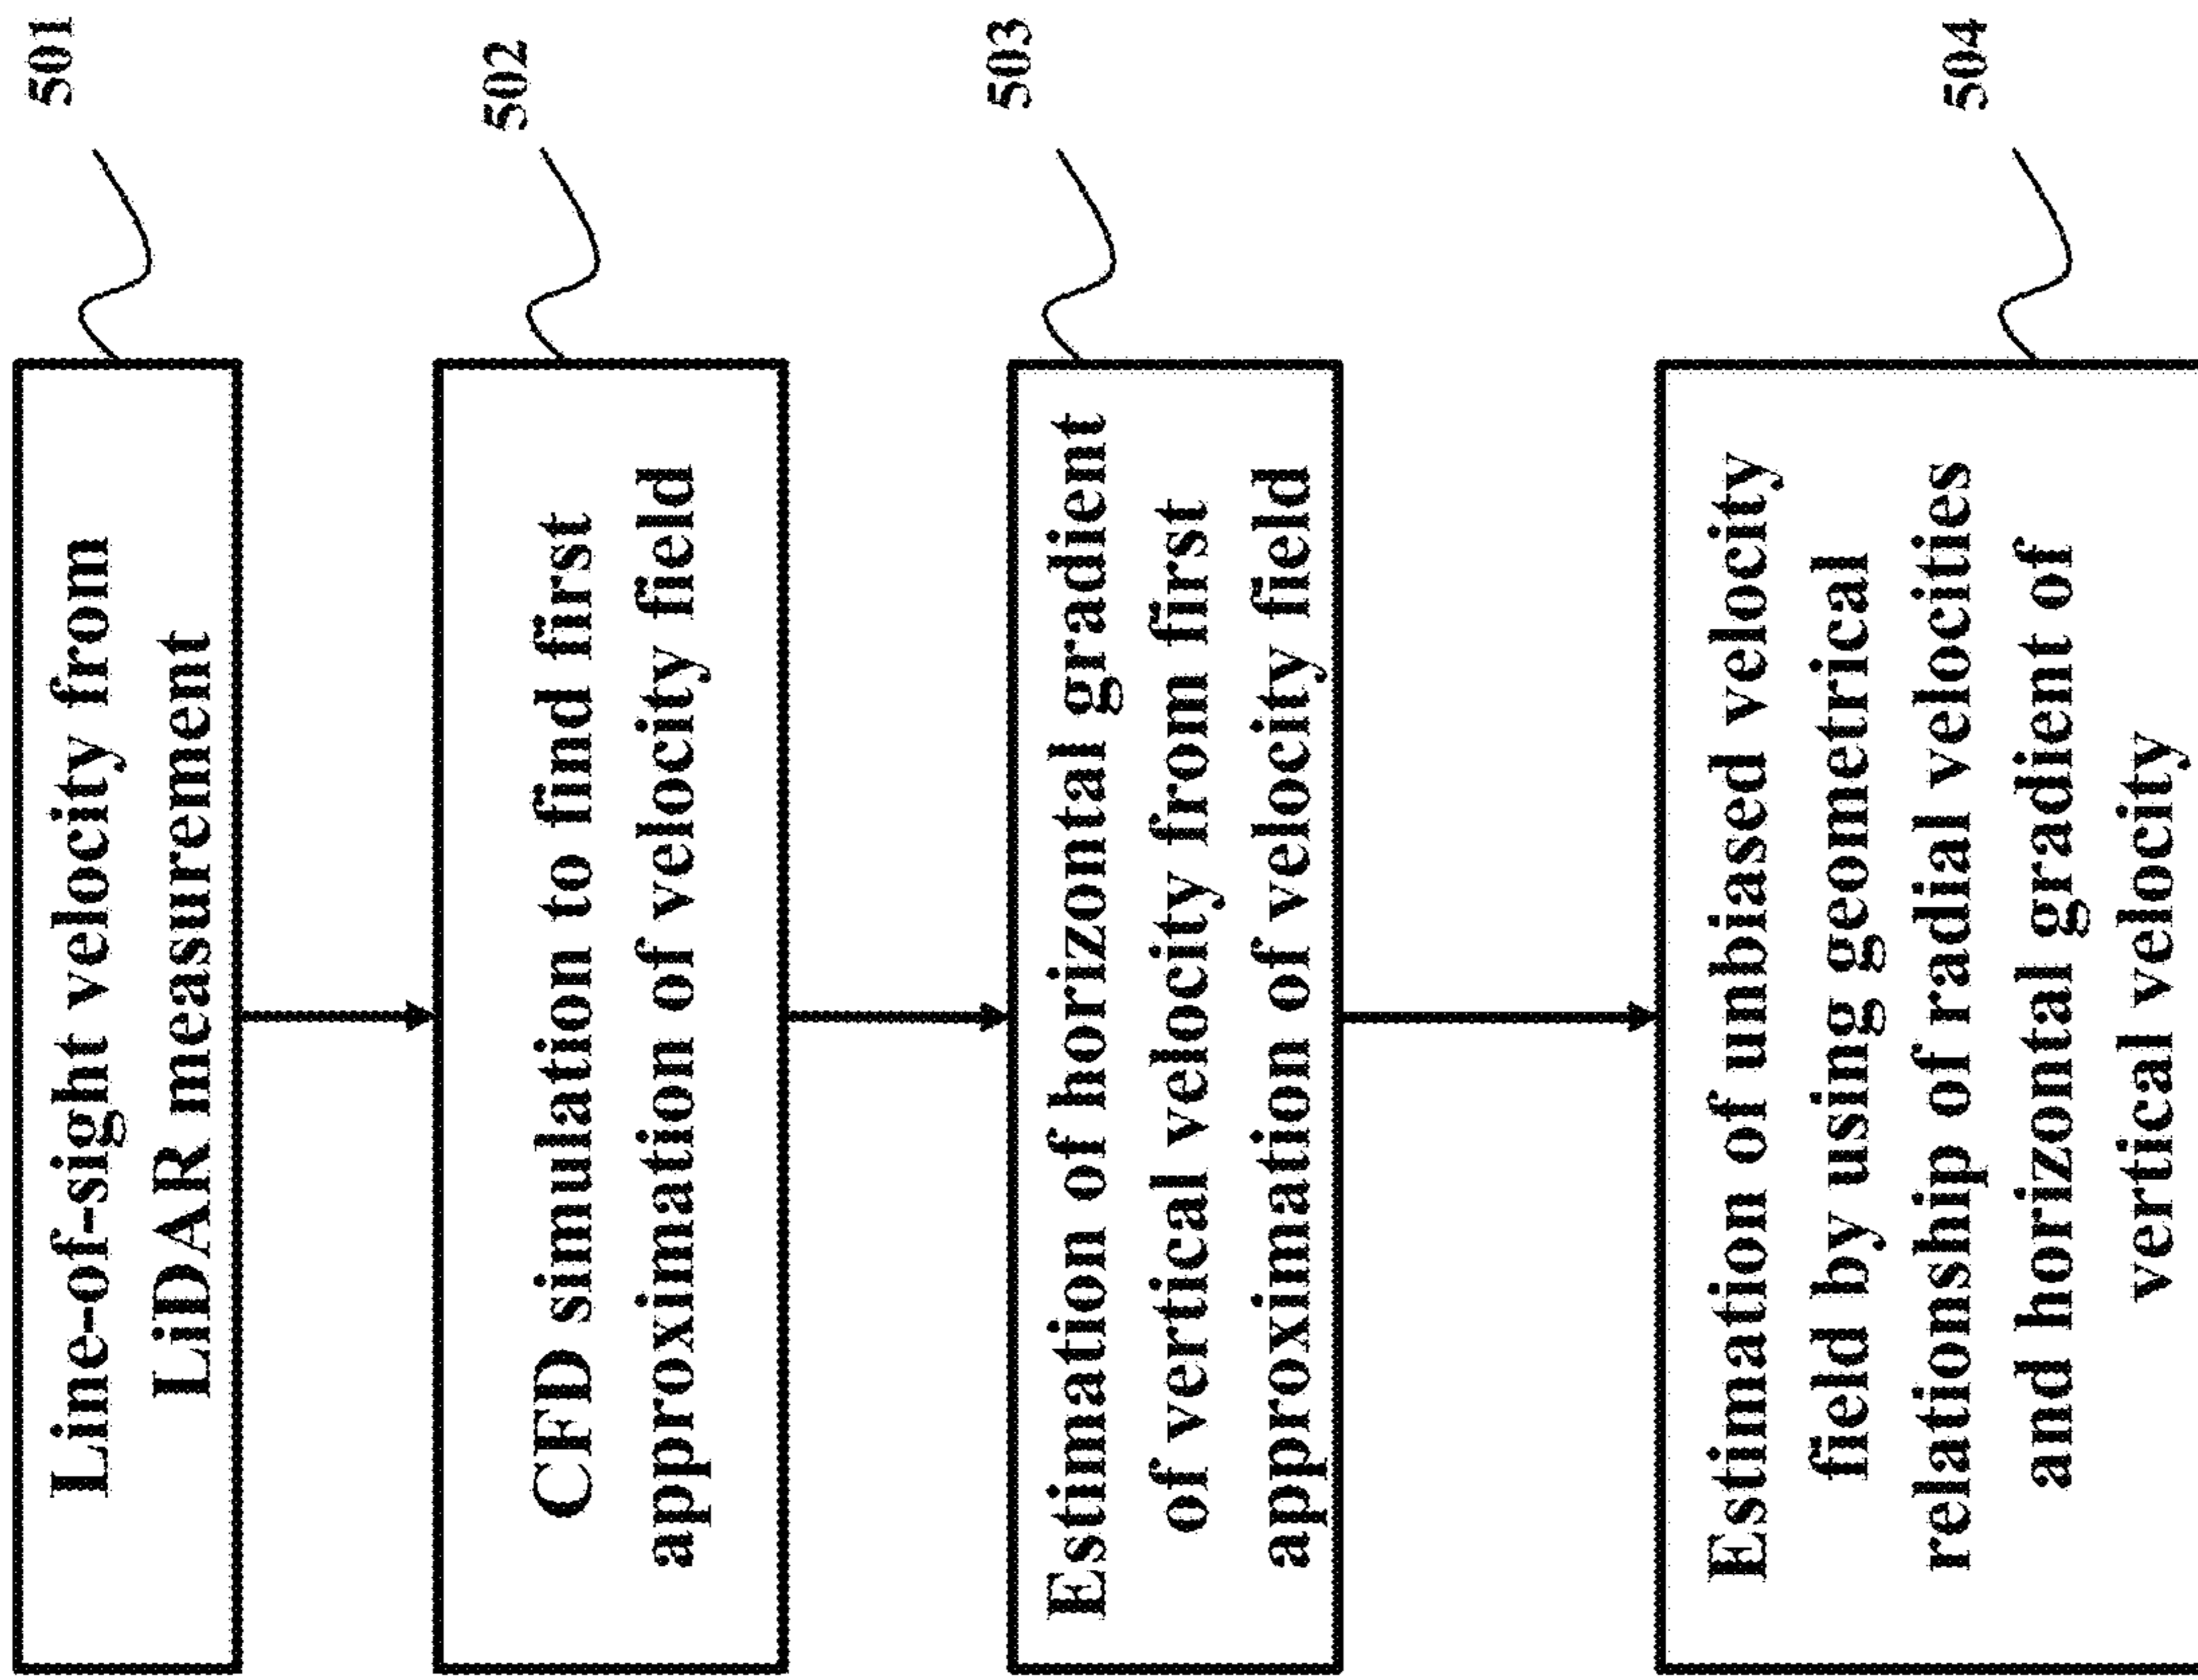 501
Line-of-sight velocity from
LiDAR measurement
502
CFD simulation to find first
approximation of velocity field
503
Estimation of horizontal gradient
of vertical velocity from first
approximation of velocity field
504
Estimation of unbiased velocity
field by using geometrical
relationship of radial velocities
and horizontal gradient of
vertical velocity